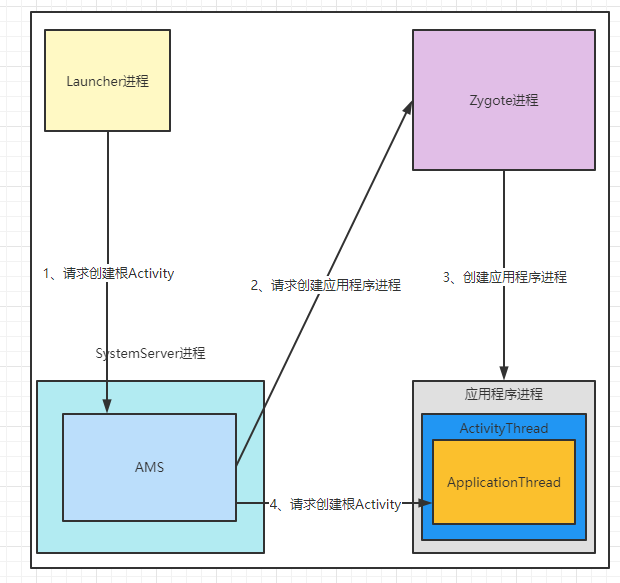 Launcher进程
Zygote进程
1、请求创建根Activity
2、请求创建应用程序进程
3、创建应用程序进程
SystemServer进程
应用程序进程
ActivityThread
AMS
ApplicationThread
4、请求创建根Activity